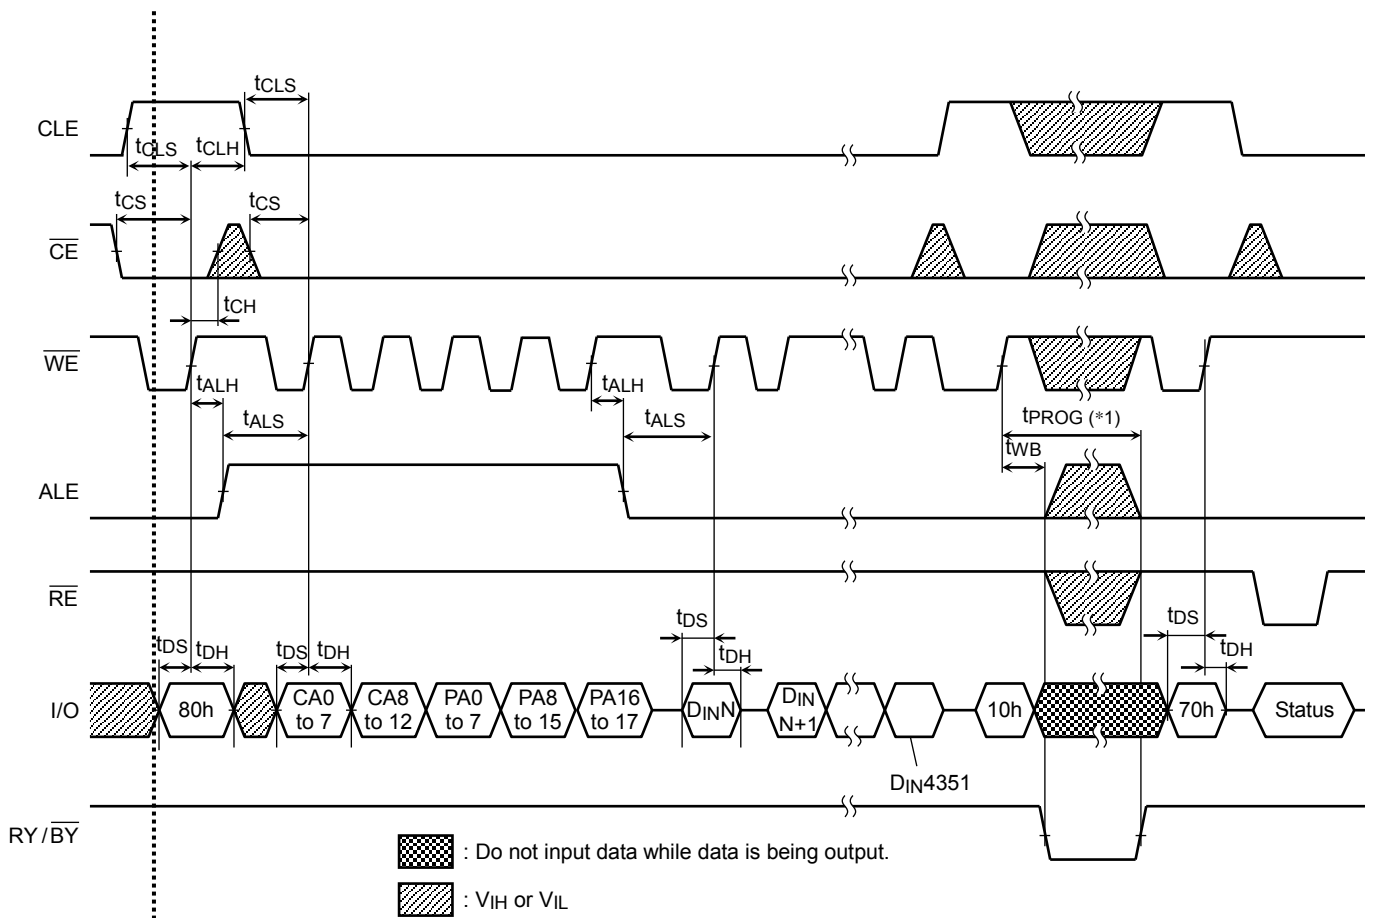 tCLS
CLE
tCLS tCLH
tCS tCS
CE
tCH
WE
tALH tALH
tALS tALS tPROG (*1)
tWB
ALE
RE
tDS tDH tDS tDH tDS tDH tDS tDH
I/O 80h CA0 to 7 CA8 to 12 PA0 to 7 PA8 to 15 PA16 to 17 DINN DIN N+1 10h 70h Status
DIN4351
RY/BY
: Do not input data while data is being output.
: VIH or VIL